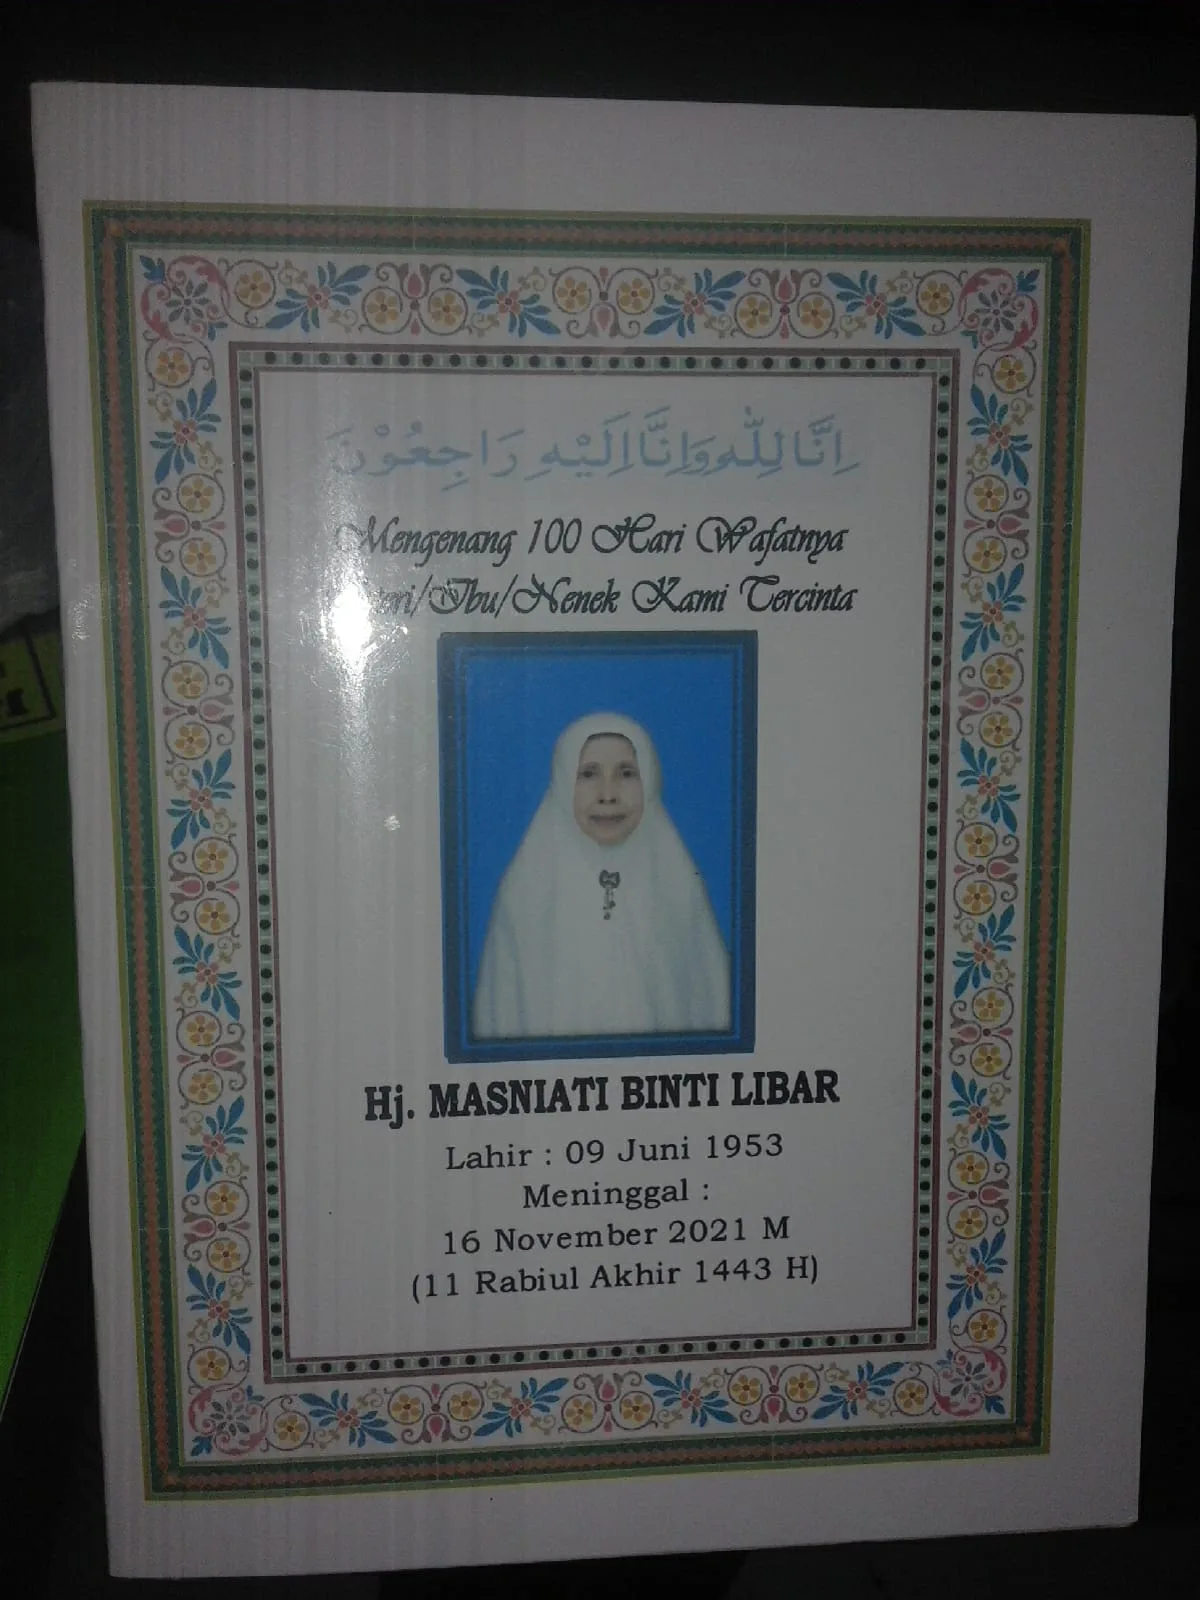 اِنَّا لِلّٰهِ وَاِنَّا اِلَيْهِ رَاجِعُوْنَ
Mengenang 100 Hari Wafatnya
/Ibu/Nenek Kami Tercinta
Hj. MASNIATI BINTI LIBAR
Lahir : 09 Juni 1953
Meninggal :
16 November 2021 M
(11 Rabiul Akhir 1443 H)